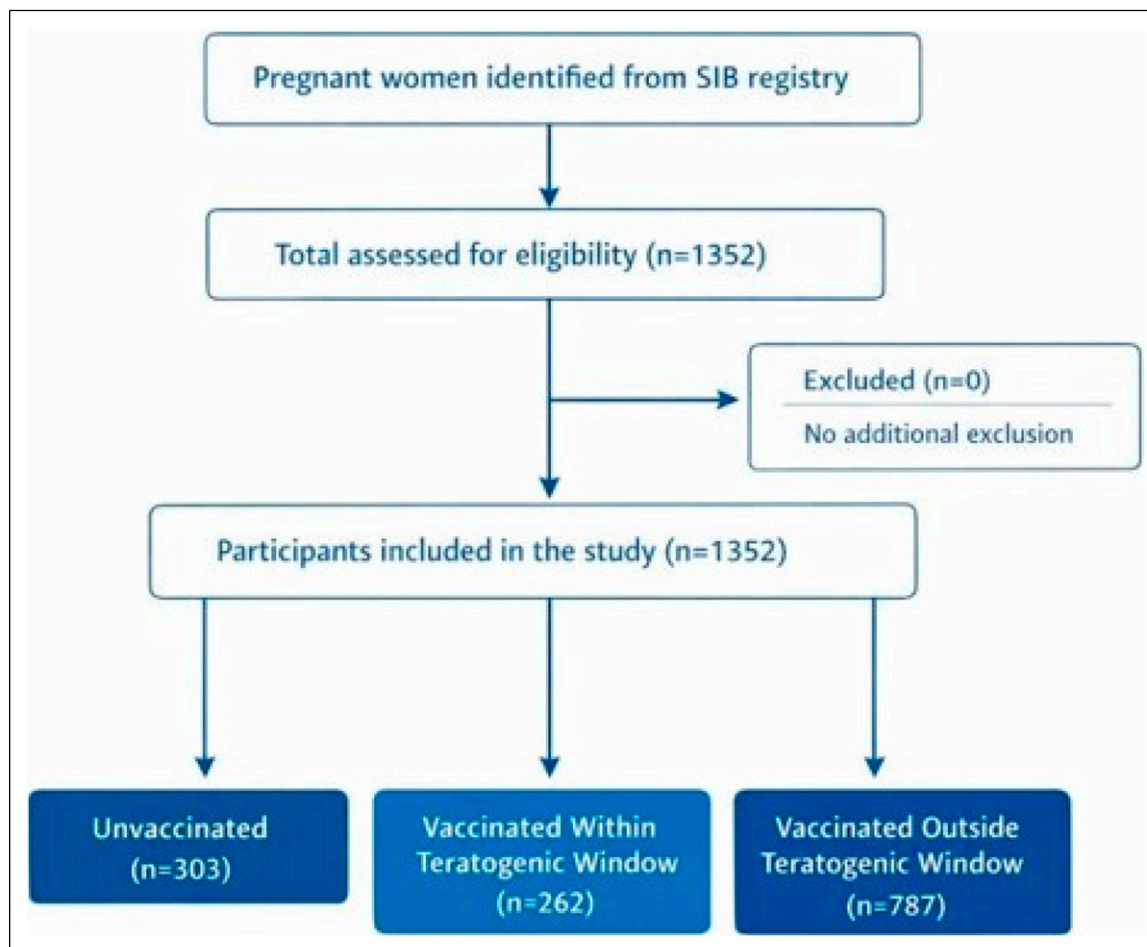 Pregnant women identified from SIB registry
Total assessed for eligibility (n=1352)
Excluded (n=0)
No additional exclusion
Participants included in the study (n=1352)
Unvaccinated
(n=303)
Vaccinated Within
Teratogenic Window
(n=262)
Vaccinated Outside
Teratogenic Window
(n=787)